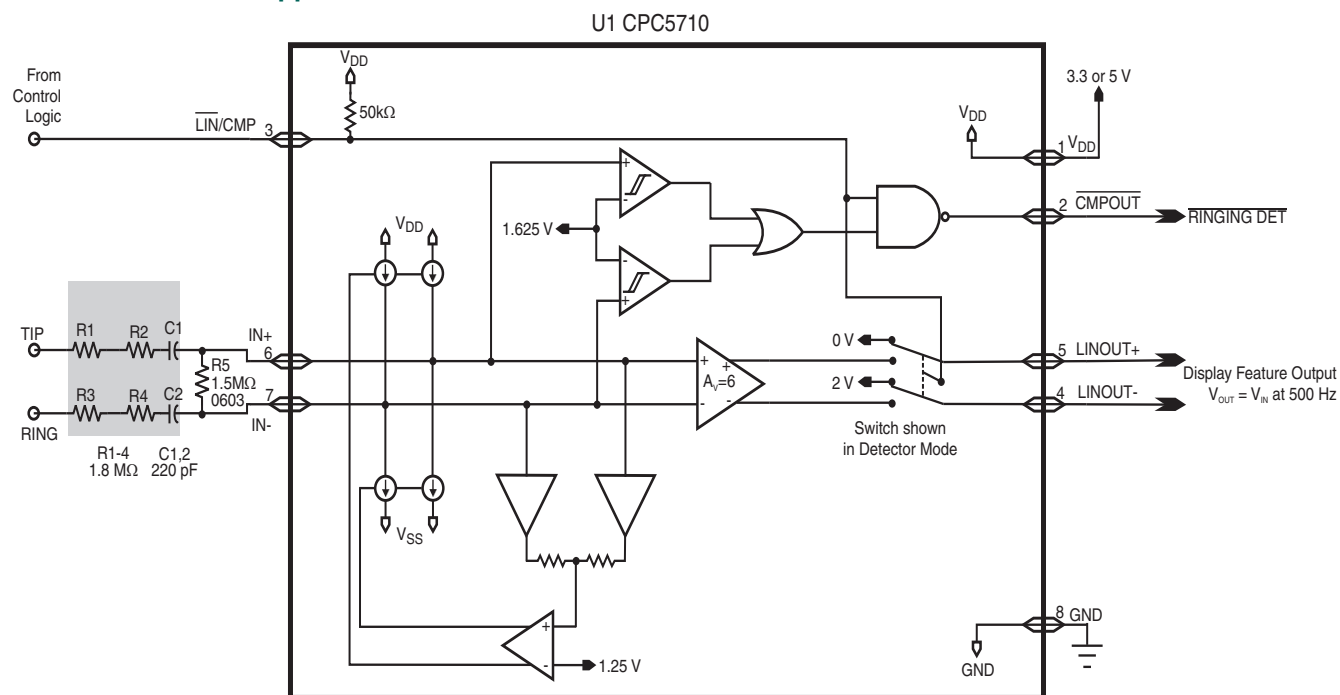 U1 CPC5710
From
Control
Logic
VDD
50kΩ
LIN/CMP
3
3.3 or 5 V
VDD
1
VDD
2
CMPOUT
RINGING DET
+
-
1.625 V
-
+
VDD
TIP
R1
R2
C1
IN+
6
R5
1.5MΩ
0603
R3
R4
C2
7
IN-
RING
R1-4
1.8 MΩ
C1,2
220 pF
+
+
AV=6
-
-
0 V
2 V
5
LINOUT+
4
LINOUT-
Display Feature Output
VOUT = VIN at 500 Hz
Switch shown
in Detector Mode
VSS
+
-
1.25 V
8
GND
GND